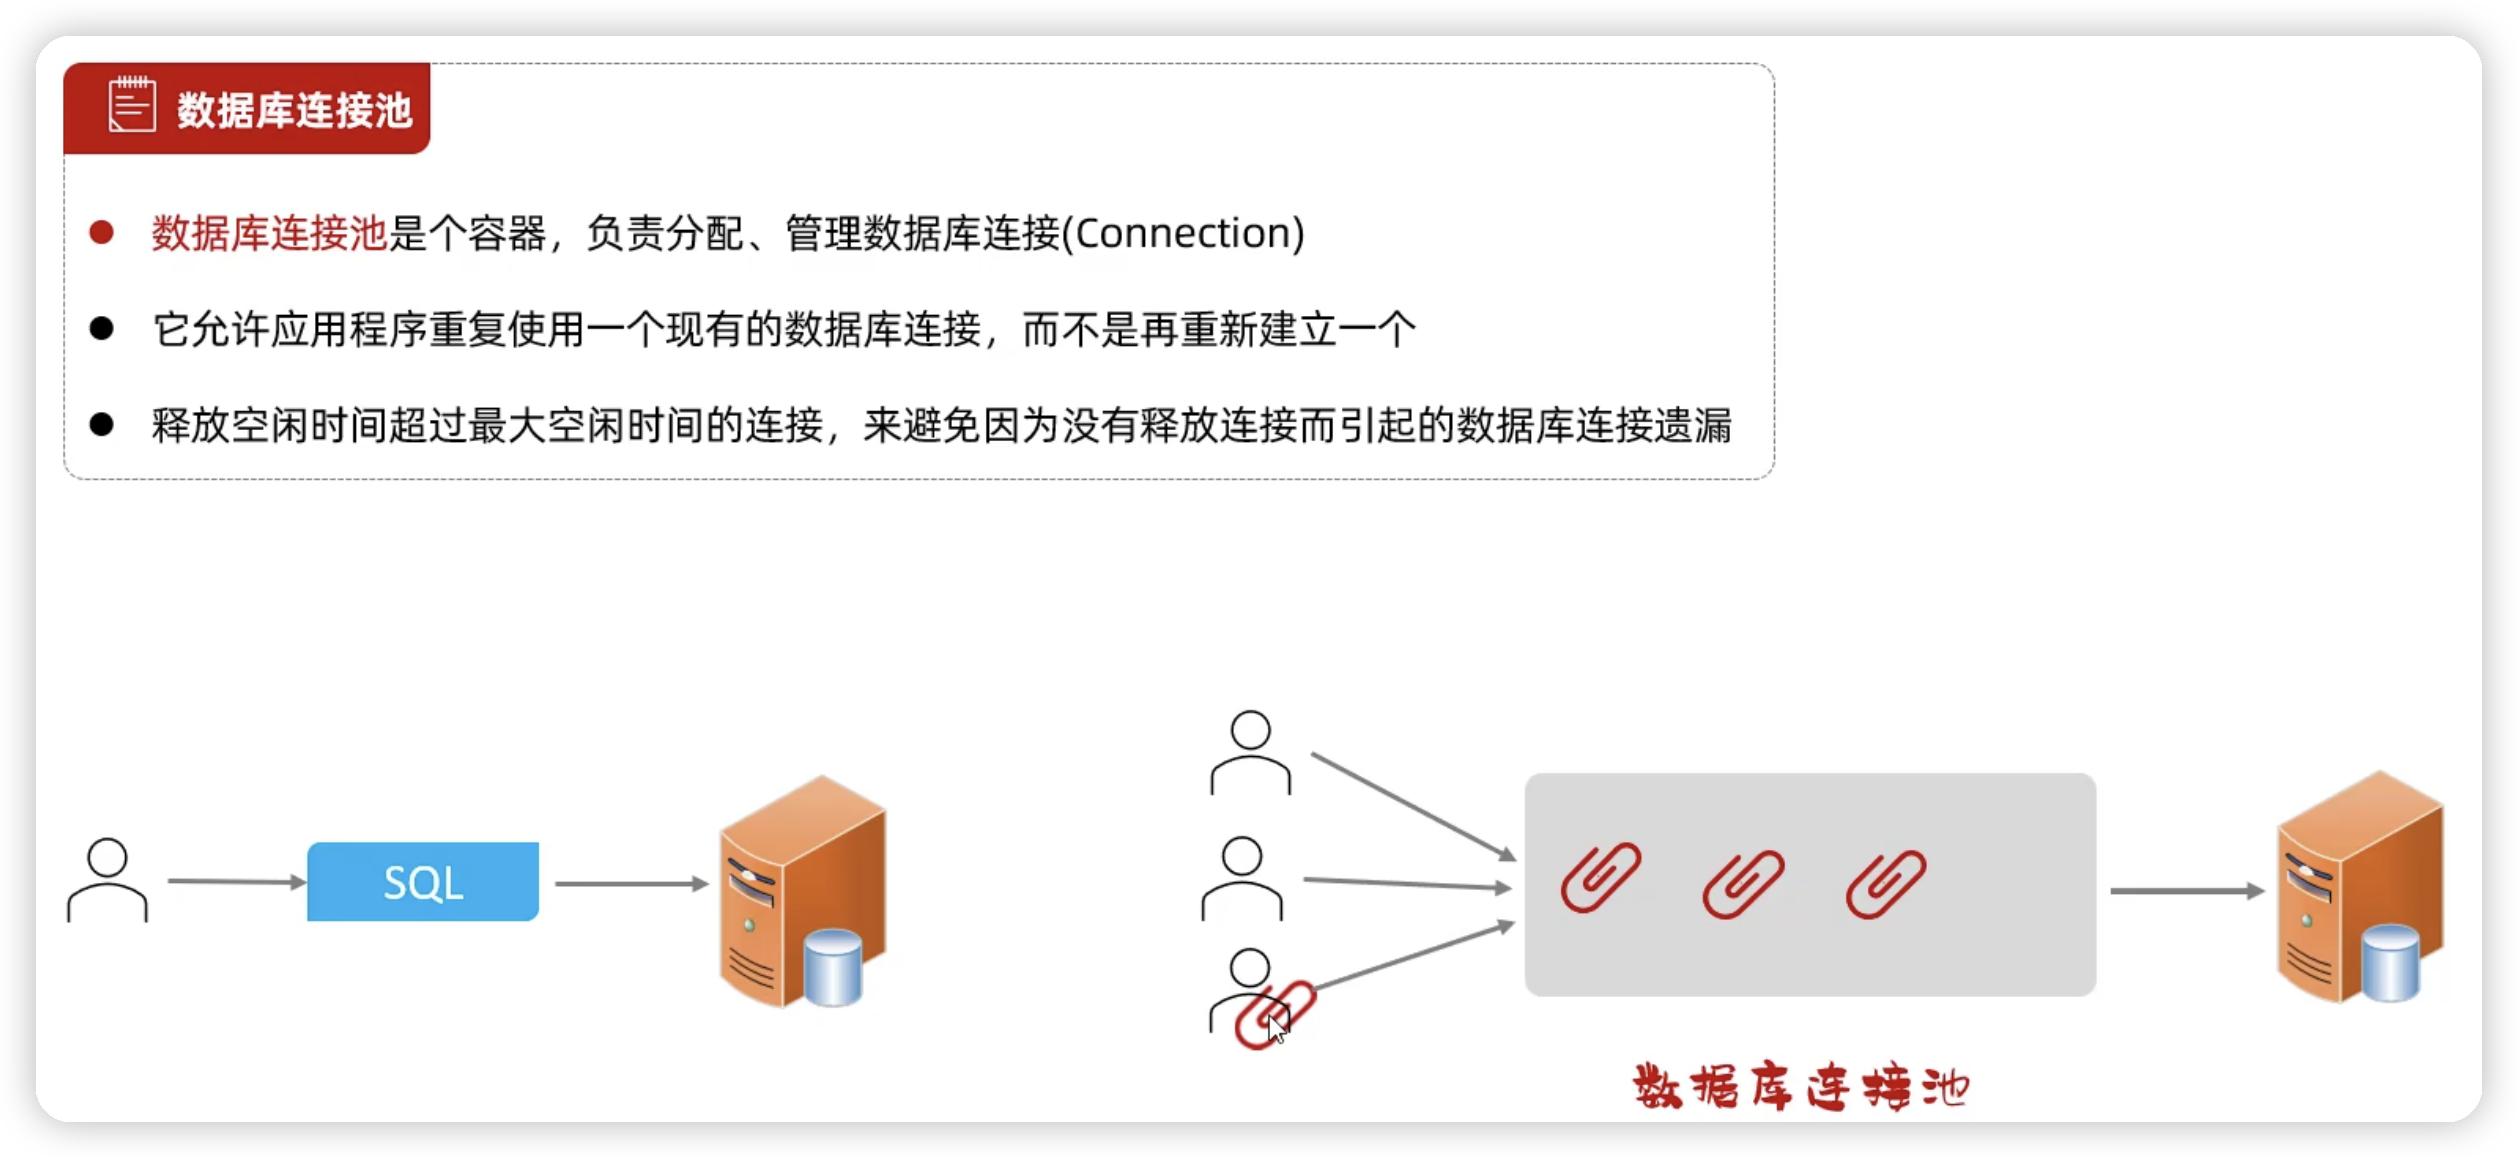 数据库连接池
数据库连接池是个容器，负责分配、管理数据库连接(Connection)
它允许应用程序重复使用一个现有的数据库连接，而不是再重新建立一个
释放空闲时间超过最大空闲时间的连接，来避免因为没有释放连接而引起的数据库连接遗漏
SQL
数据库连接池